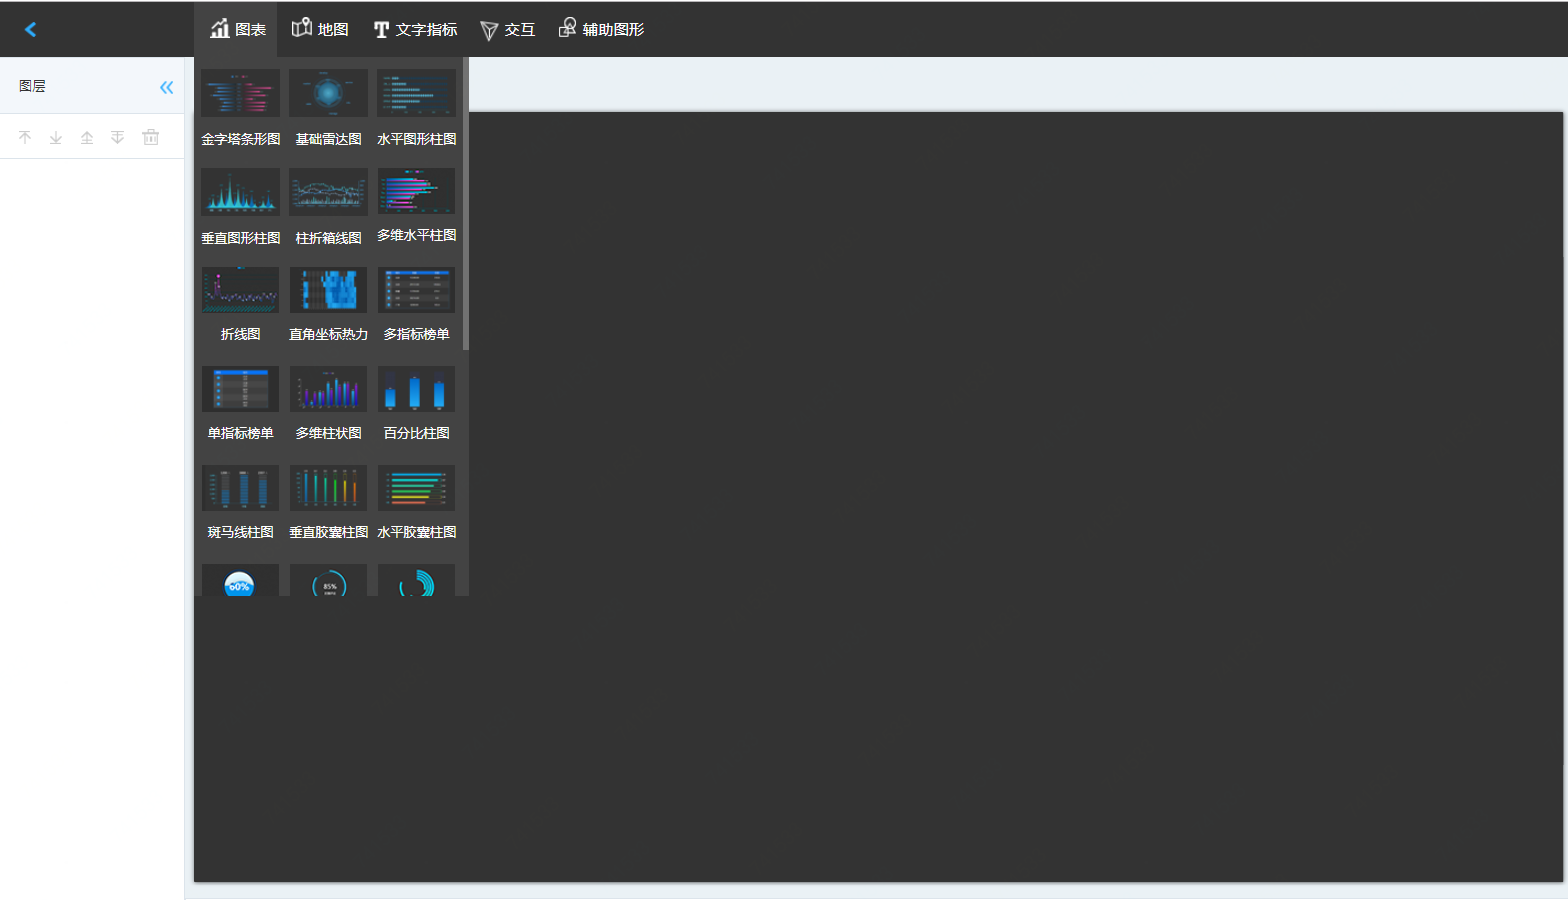 图表 地图 文字指标 交互 辅助图形
图层
金字塔条形图 基础雷达图 水平图形柱图
垂直图形柱图 柱折箱线图 多维水平柱图
折线图 直角坐标热力 多指标榜单
单指标榜单 多维柱状图 百分比柱图
斑马线柱图 垂直胶囊柱图 水平胶囊柱图
60% 85%